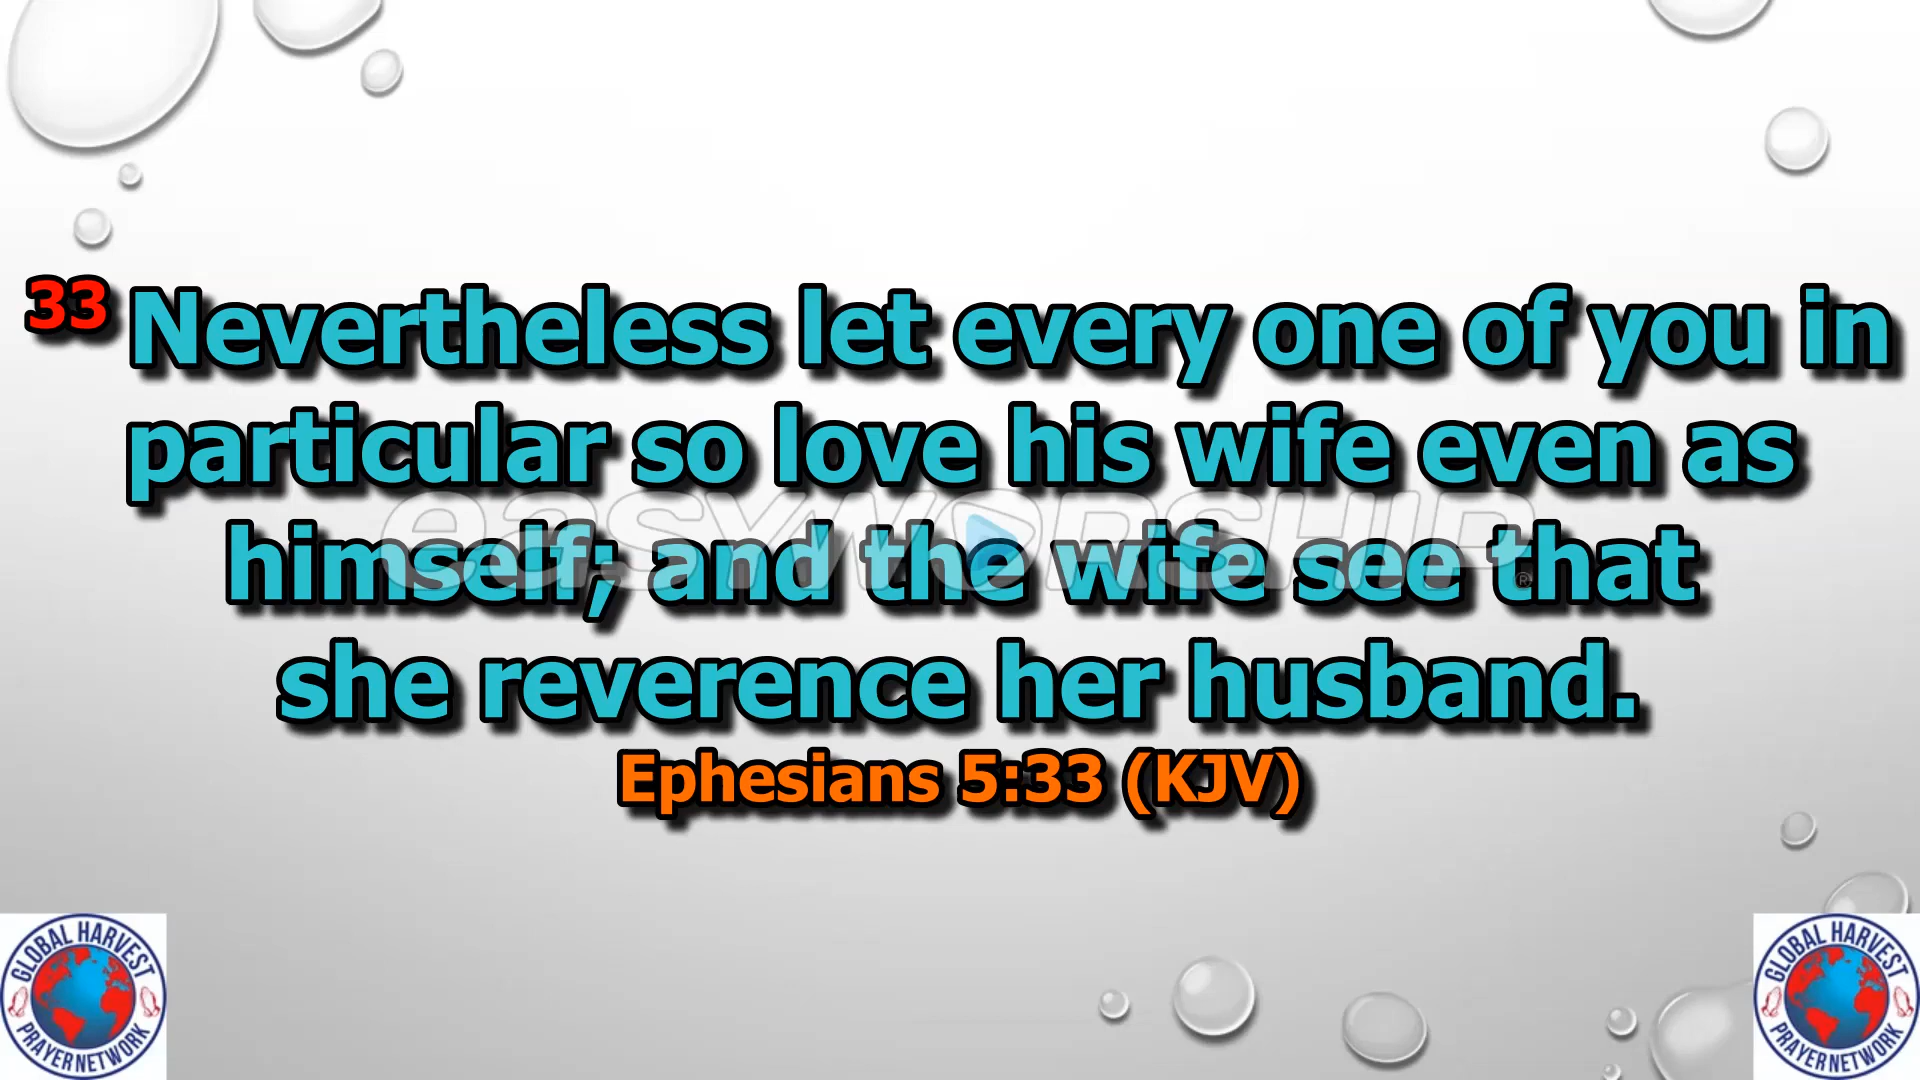 33 Nevertheless let every one of you in
particular so love his wife even as
himself; and the wife see that
she reverence her husband.
Ephesians 5:33 (KJV)
easyworship®
GLOBAL HARVEST
PRAYER NETWORK
GLOBAL HARVEST
PRAYER NETWORK